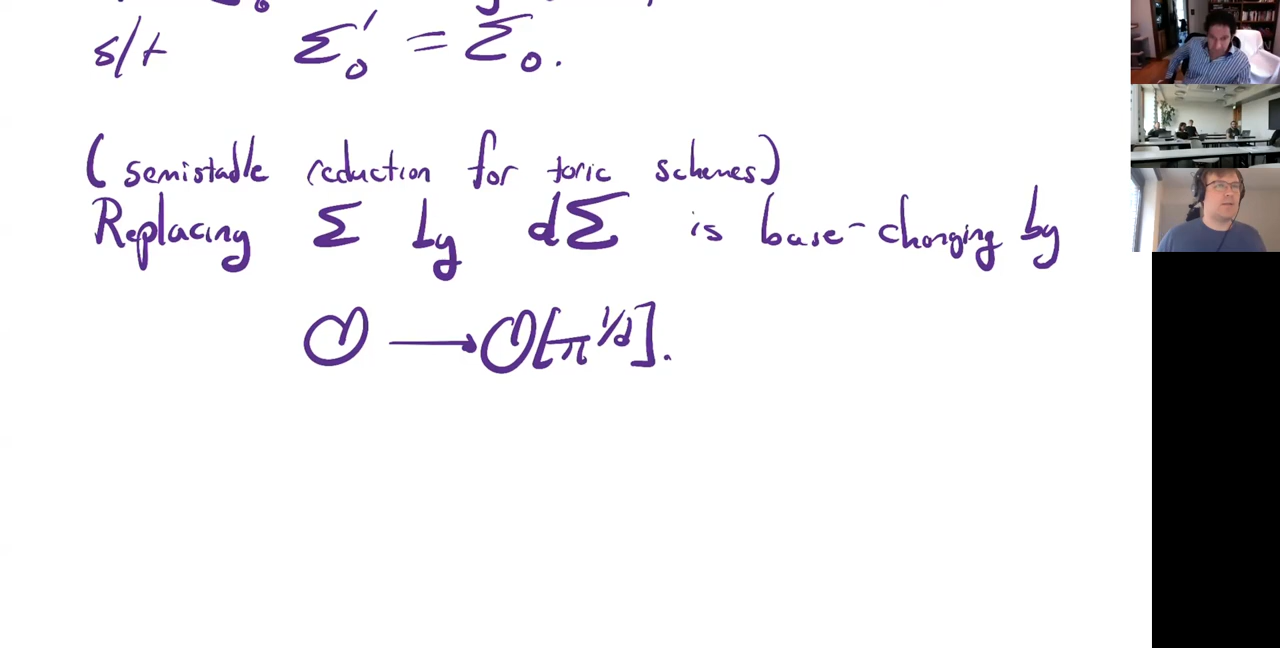 s/t Σ₀' = Σ₀.
(semistable reduction for toric schemes)
Replacing Σ by dΣ is base-changing by
𝒪 ⟶ 𝒪[π^{1/d}].